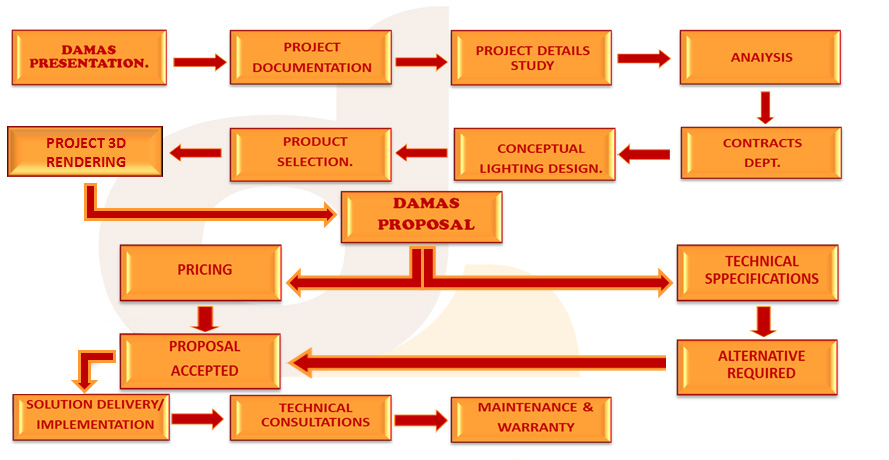 DAMAS
PRESENTATION.
PROJECT
DOCUMENTATION
PROJECT DETAILS
STUDY
ANAIYSIS
CONTRACTS
DEPT.
CONCEPTUAL
LIGHTING DESIGN.
PRODUCT
SELECTION.
PROJECT 3D
RENDERING
DAMAS
PROPOSAL
PRICING
TECHNICAL
SPPECIFICATIONS
PROPOSAL
ACCEPTED
ALTERNATIVE
REQUIRED
SOLUTION DELIVERY/
IMPLEMENTATION
TECHNICAL
CONSULTATIONS
MAINTENANCE &
WARRANTY